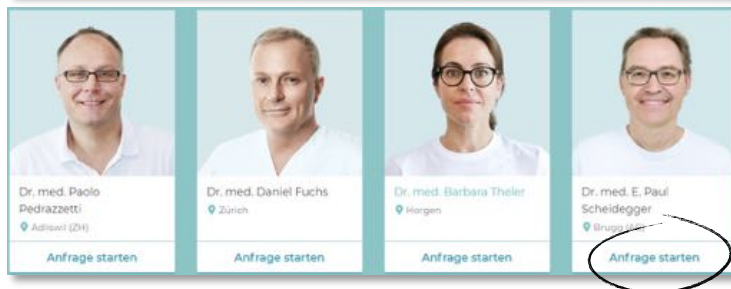 Dr. med. Paolo
Pedrazzetti
Adliswil (ZH)
Anfrage starten
Dr. med. Daniel Fuchs
Zürich
Anfrage starten
Dr. med. Barbara Theler
Horgen
Anfrage starten
Dr. med. E. Paul
Scheidegger
Brugg (AG)
Anfrage starten